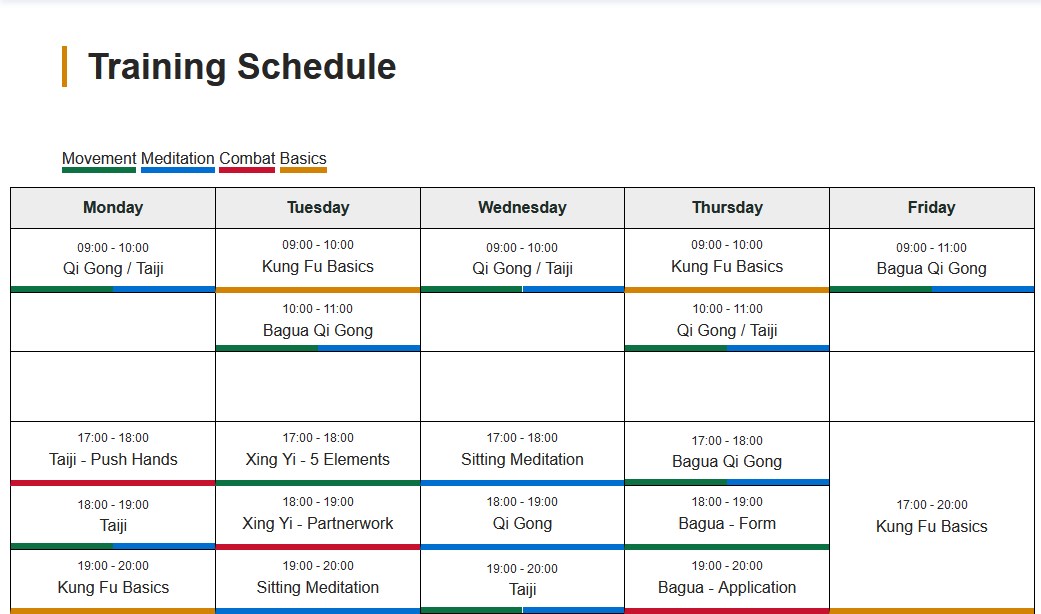 Training Schedule
Movement Meditation Combat Basics
Monday Tuesday Wednesday Thursday Friday
09:00 - 10:00 09:00 - 10:00 09:00 - 10:00 09:00 - 10:00 09:00 - 11:00
Qi Gong / Taiji Kung Fu Basics Qi Gong / Taiji Kung Fu Basics Bagua Qi Gong
10:00 - 11:00 10:00 - 11:00
Bagua Qi Gong Qi Gong / Taiji
17:00 - 18:00 17:00 - 18:00 17:00 - 18:00 17:00 - 18:00
Taiji - Push Hands Xing Yi - 5 Elements Sitting Meditation Bagua Qi Gong
18:00 - 19:00 18:00 - 19:00 18:00 - 19:00 18:00 - 19:00 17:00 - 20:00
Taiji Xing Yi - Partnerwork Qi Gong Bagua - Form Kung Fu Basics
19:00 - 20:00 19:00 - 20:00 19:00 - 20:00 19:00 - 20:00
Kung Fu Basics Sitting Meditation Taiji Bagua - Application